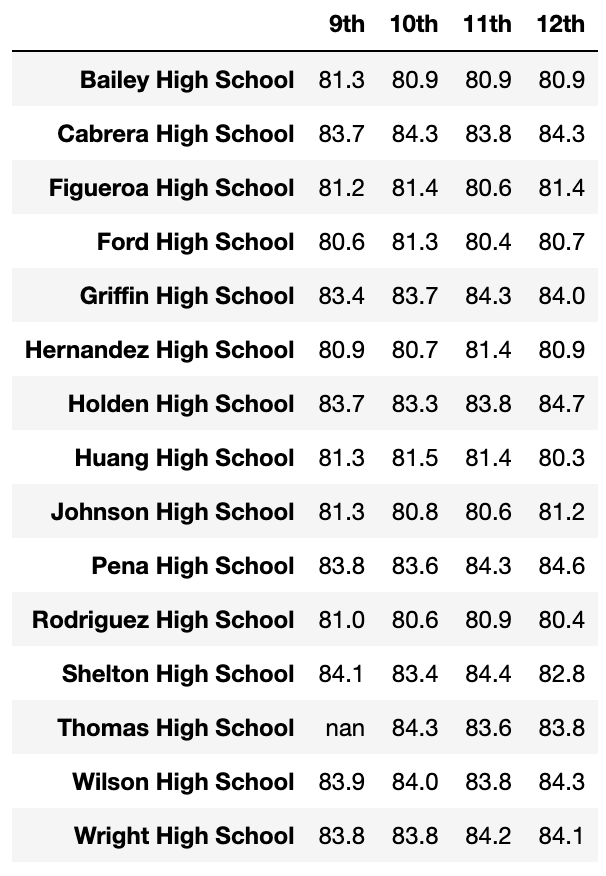 9th 10th 11th 12th
Bailey High School 81.3 80.9 80.9 80.9
Cabrera High School 83.7 84.3 83.8 84.3
Figueroa High School 81.2 81.4 80.6 81.4
Ford High School 80.6 81.3 80.4 80.7
Griffin High School 83.4 83.7 84.3 84.0
Hernandez High School 80.9 80.7 81.4 80.9
Holden High School 83.7 83.3 83.8 84.7
Huang High School 81.3 81.5 81.4 80.3
Johnson High School 81.3 80.8 80.6 81.2
Pena High School 83.8 83.6 84.3 84.6
Rodriguez High School 81.0 80.6 80.9 80.4
Shelton High School 84.1 83.4 84.4 82.8
Thomas High School nan 84.3 83.6 83.8
Wilson High School 83.9 84.0 83.8 84.3
Wright High School 83.8 83.8 84.2 84.1